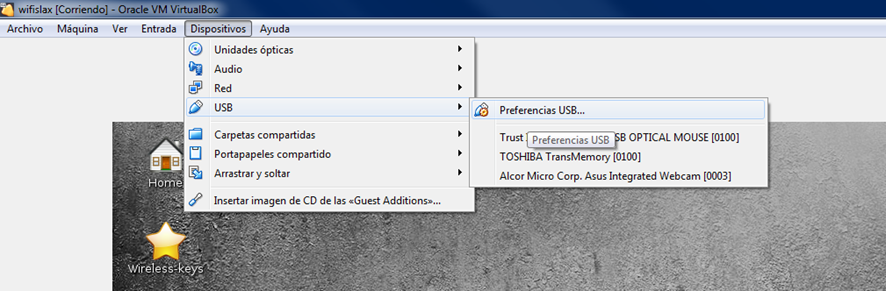 wifislax [Corriendo] - Oracle VM VirtualBox
Archivo Máquina Ver Entrada Dispositivos Ayuda
Unidades ópticas
Audio
Red
USB
Carpetas compartidas
Portapapeles compartido
Arrastrar y soltar
Insertar imagen de CD de las «Guest Additions»...
Preferencias USB...
Trust SB OPTICAL MOUSE [0100]
Preferencias USB
TOSHIBA TransMemory [0100]
Alcor Micro Corp. Asus Integrated Webcam [0003]
Home
Wireless-keys